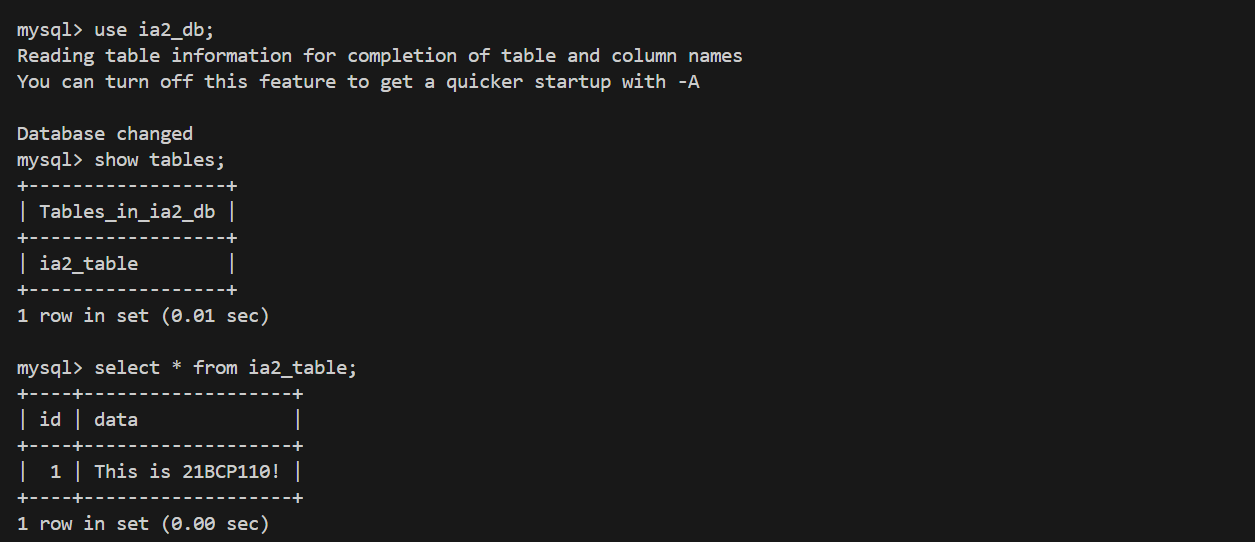 mysql> use ia2_db;
Reading table information for completion of table and column names
You can turn off this feature to get a quicker startup with -A
Database changed
mysql> show tables;
+------------------+
| Tables_in_ia2_db |
+------------------+
| ia2_table        |
+------------------+
1 row in set (0.01 sec)
mysql> select * from ia2_table;
+----+-------------------+
| id | data              |
+----+-------------------+
|  1 | This is 21BCP110! |
+----+-------------------+
1 row in set (0.00 sec)